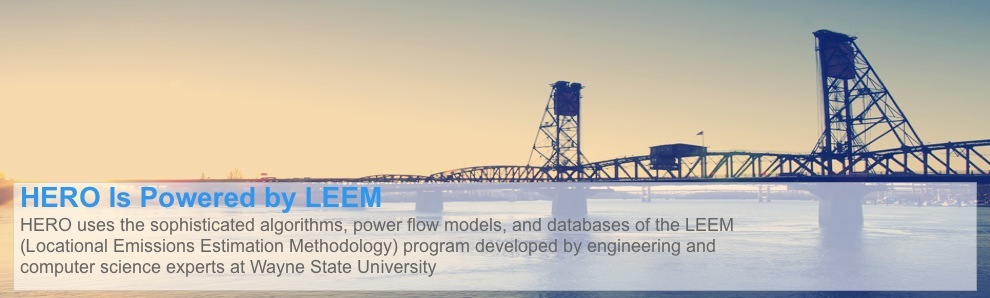 HERO Is Powered by LEEM
HERO uses the sophisticated algorithms, power flow models, and databases of the LEEM
(Locational Emissions Estimation Methodology) program developed by engineering and
computer science experts at Wayne State University